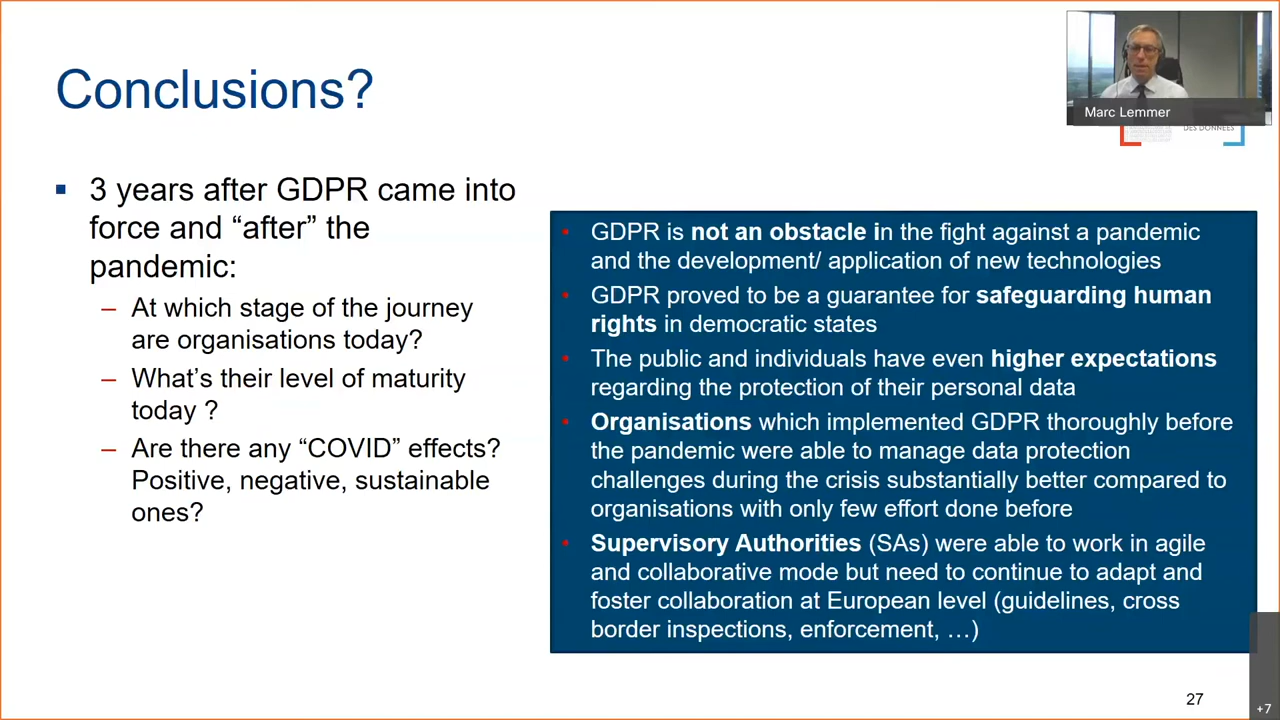 Conclusions?
Marc Lemmer
DES DONNÉES
▪ 3 years after GDPR came into
force and “after” the
pandemic:
– At which stage of the journey
are organisations today?
– What’s their level of maturity
today ?
– Are there any “COVID” effects?
Positive, negative, sustainable
ones?
• GDPR is not an obstacle in the fight against a pandemic
and the development/ application of new technologies
• GDPR proved to be a guarantee for safeguarding human
rights in democratic states
• The public and individuals have even higher expectations
regarding the protection of their personal data
• Organisations which implemented GDPR thoroughly before
the pandemic were able to manage data protection
challenges during the crisis substantially better compared to
organisations with only few effort done before
• Supervisory Authorities (SAs) were able to work in agile
and collaborative mode but need to continue to adapt and
foster collaboration at European level (guidelines, cross
border inspections, enforcement, …)
27
+7